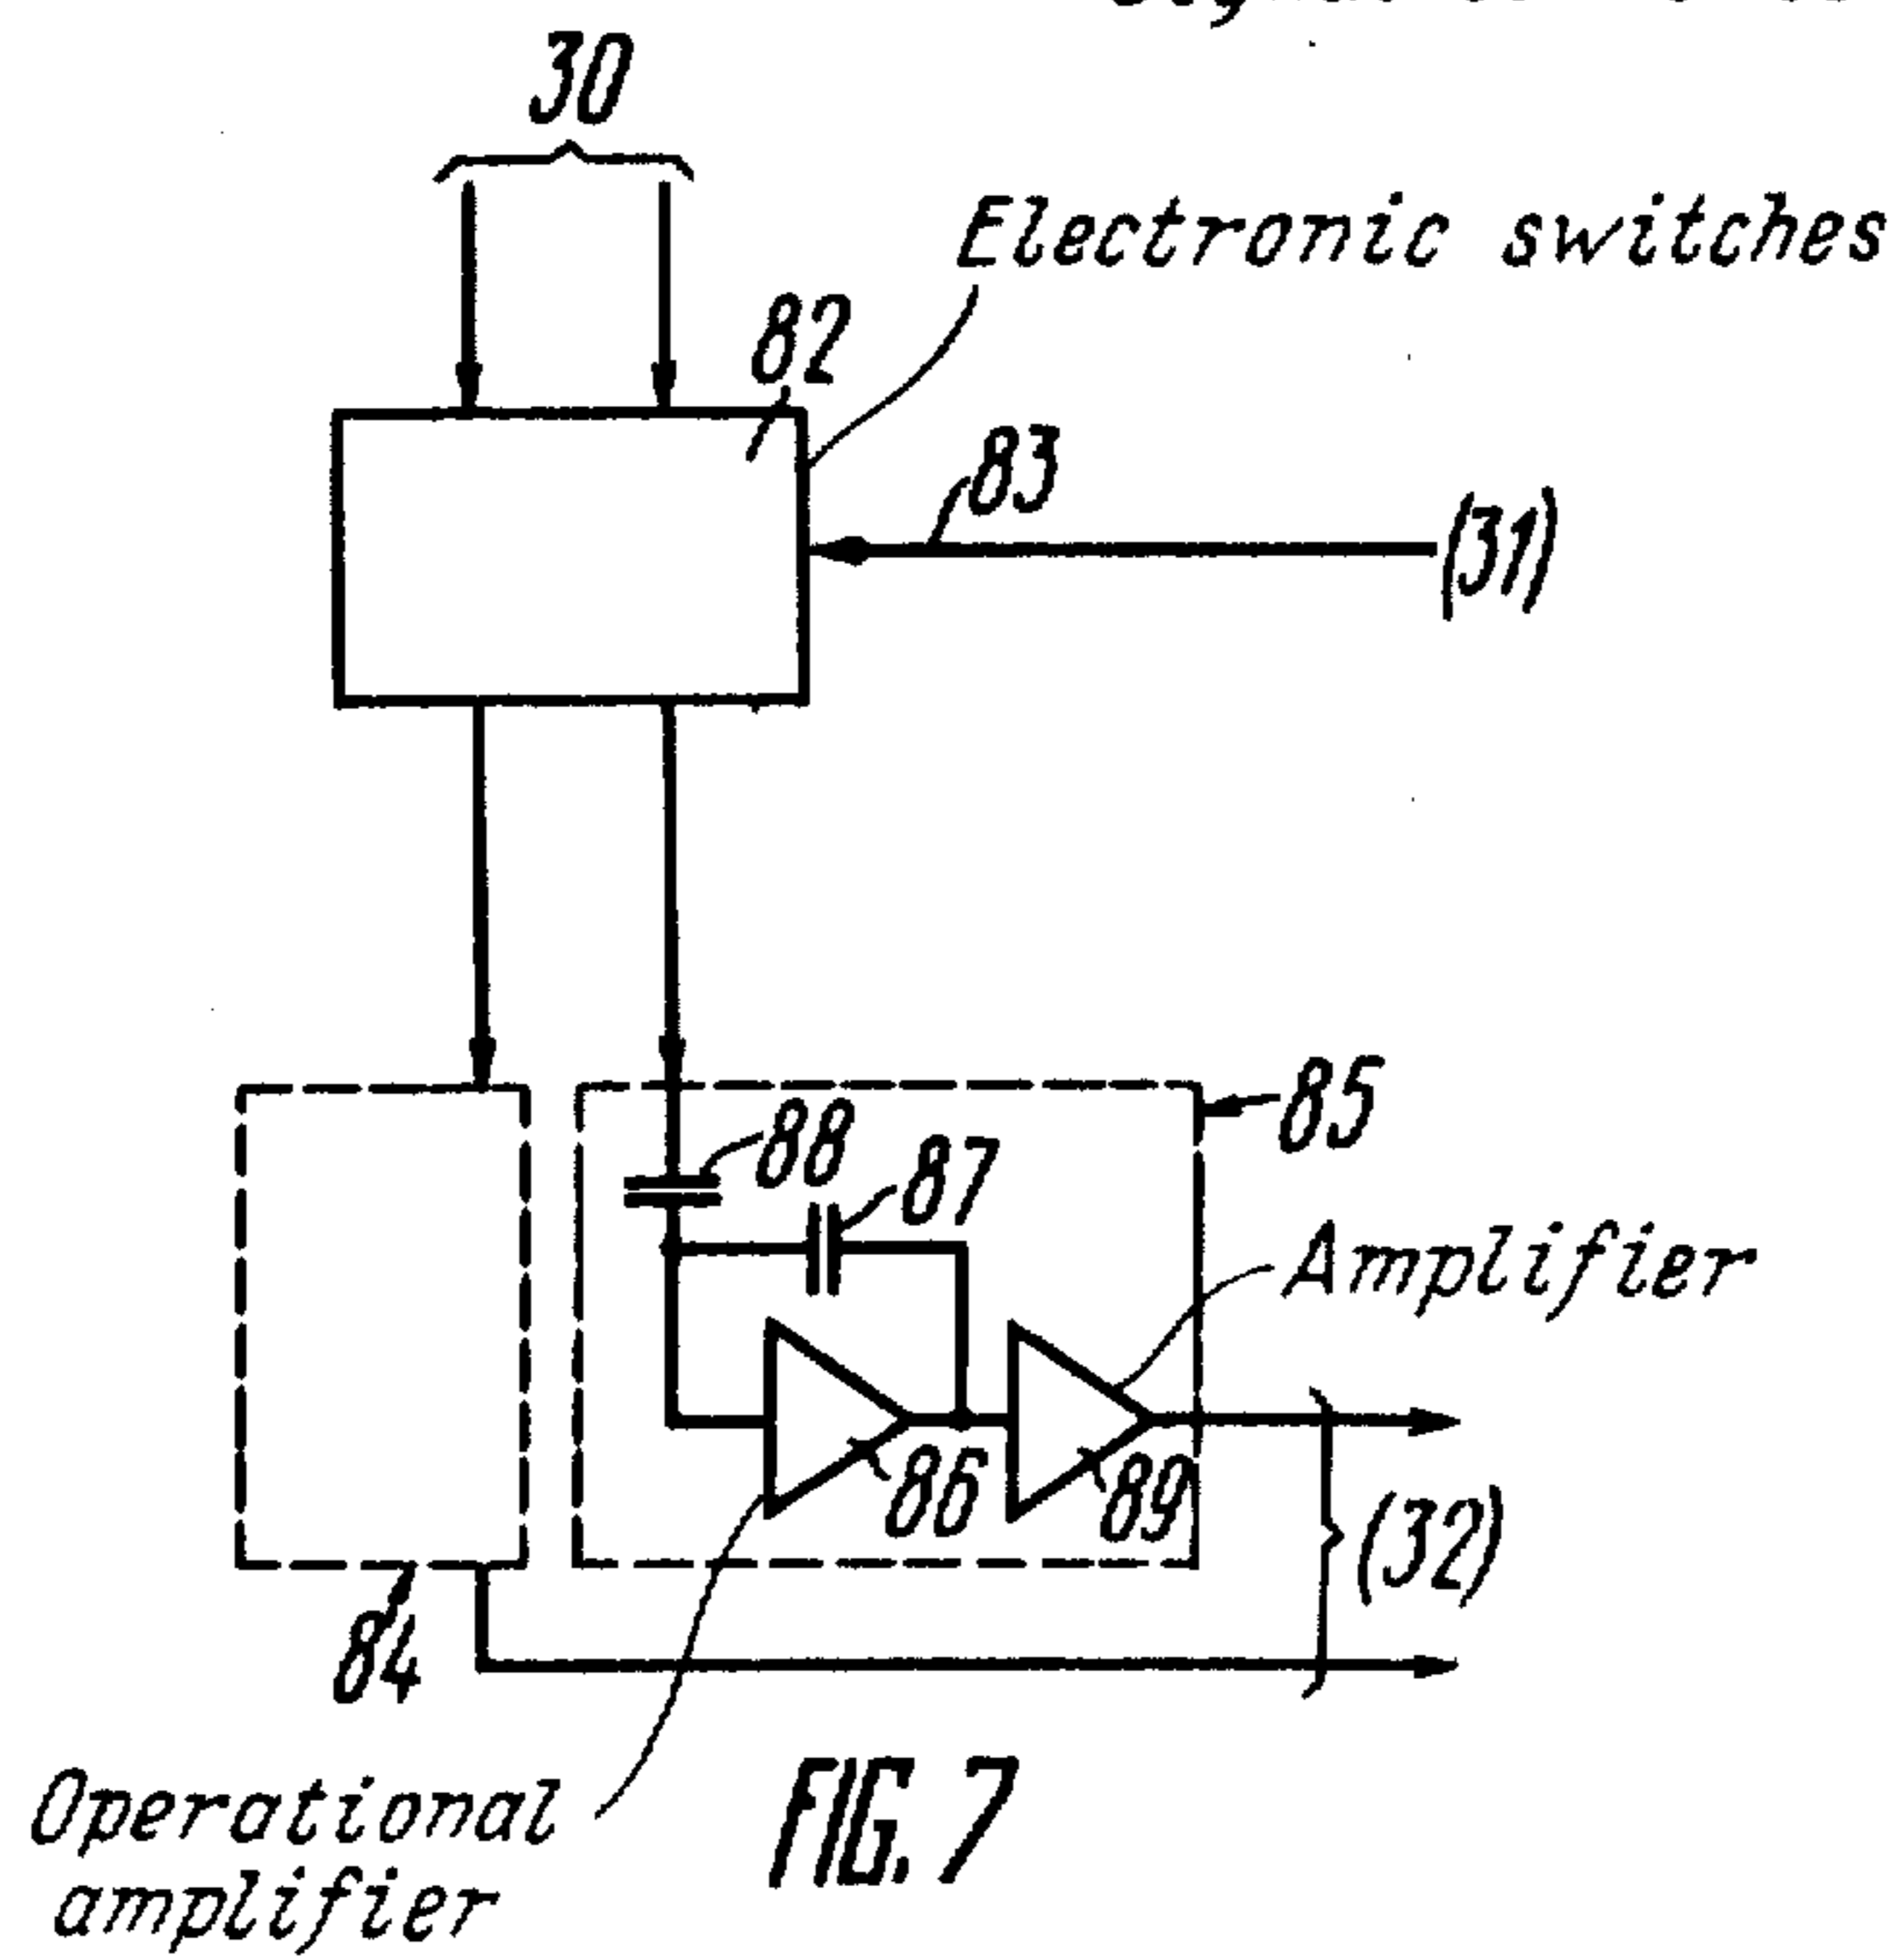 30
Electronic switches
82
83
(31)
85
88
87
Amplifier
86
89
(32)
84
Operational
amplifier
FIG. 7